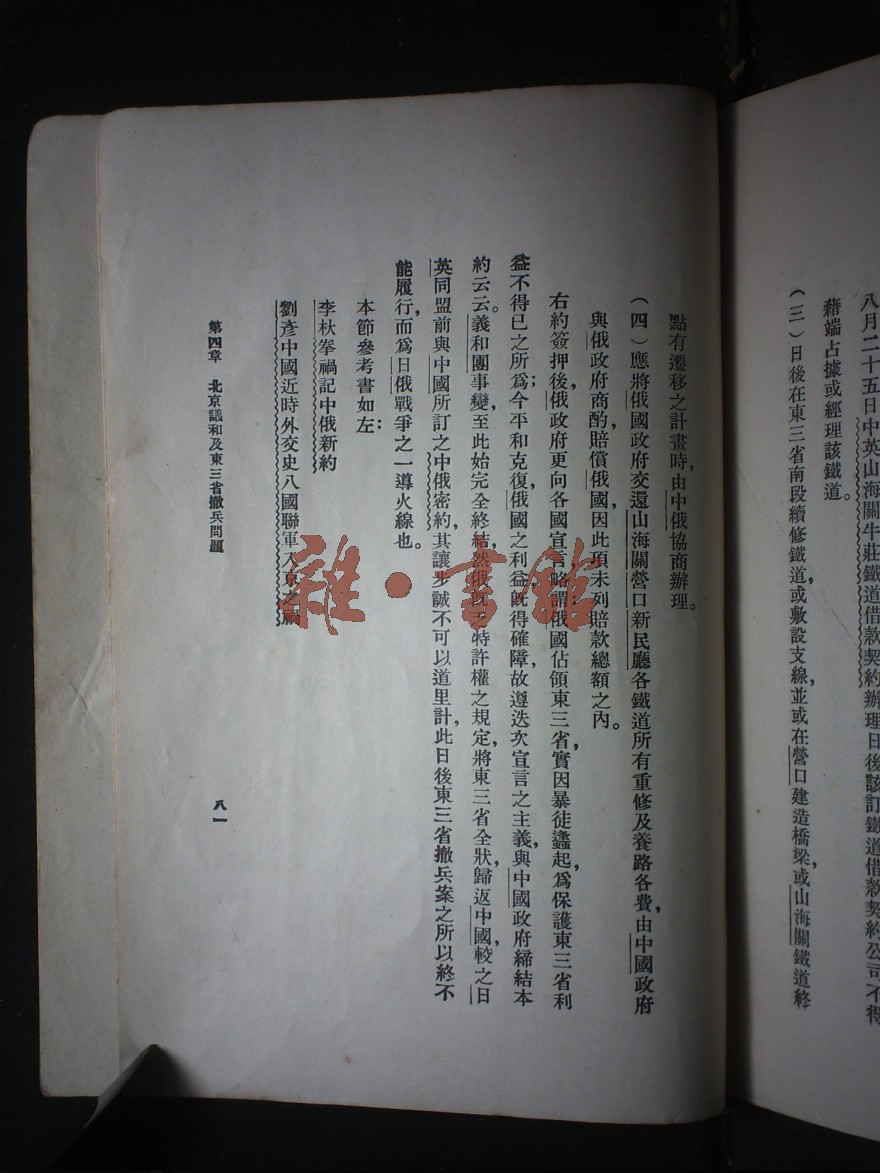 八月二十五日中英山海關牛莊鐵道借款契約辦理日後該訂鐵道借款契約公司不得
藉端占據或經理該鐵道。
(三)日後在東三省南段續修鐵道,或敷設支線並或在營口建造橋梁,或山海關鐵道終
點有遷移之計畫時,由中俄協商辦理。
(四)應將俄國政府交還山海關營口新民廳各鐵道所有重修及養路各費,由中國政府
與俄政府商酌賠償俄國,因此項未列賠款總額之內。
右約簽押後,俄政府更向各國宣言,略謂:俄國佔領東三省,實因暴徒蠭起,爲保護東三省利
益不得已之所爲;今平和克復,俄國之利益既得確障,故遵迭次宣言之主義,與中國政府締結本
約云云。義和團事變,至此始完全終結。然俄既乏特許權之規定,將東三省全狀歸返中國,較之日
英同盟前與中國所訂之中俄密約,其讓步誠不可以道里計,此日後東三省撤兵案之所以終不
能履行,而爲日俄戰爭之一導火線也。
本節參考書如左:
李杕拳禍記中俄新約
劉彥中國近時外交史八國聯軍入京之禍
第四章 北京議和及東三省撤兵問題
八一
雜·書館